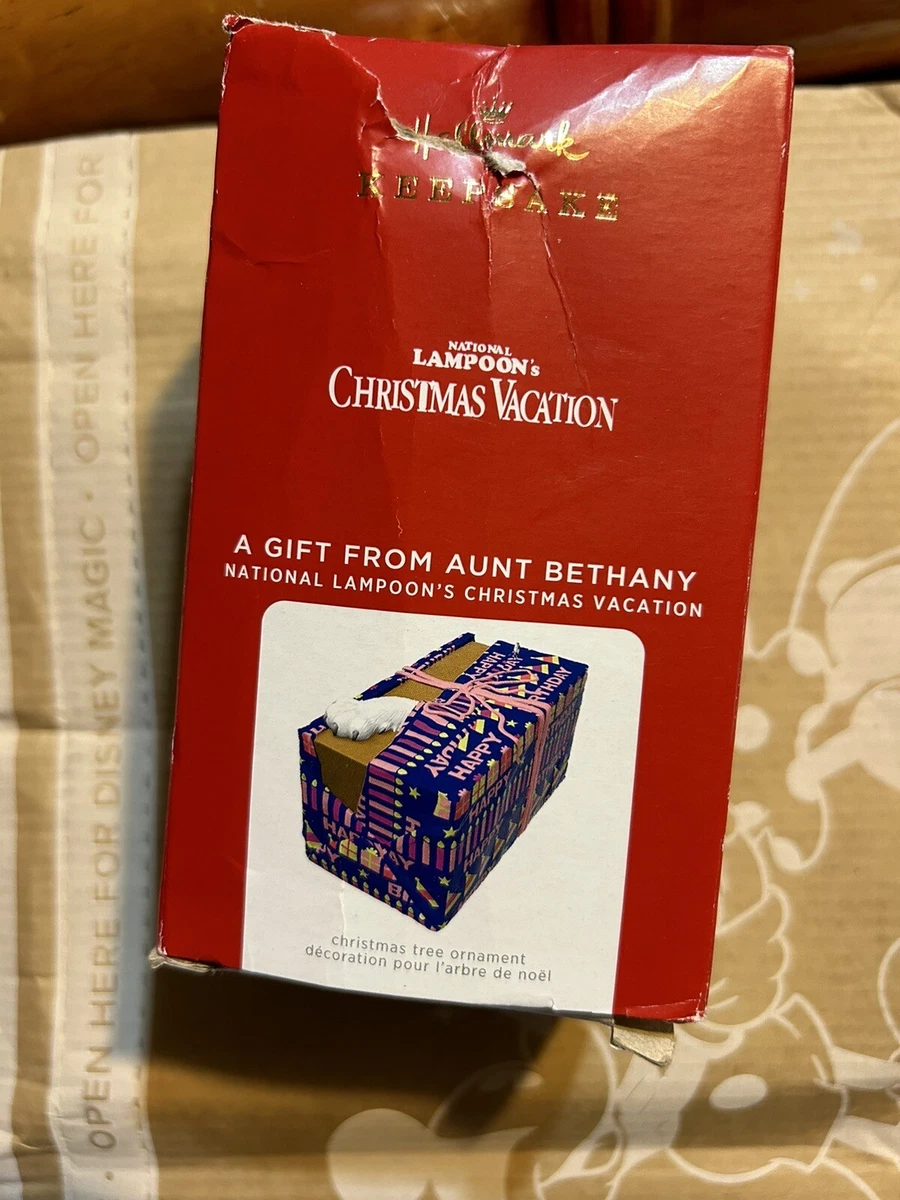 Hallmark
KEEPSAKE
NATIONAL
LAMPOON's
CHRISTMAS VACATION
A GIFT FROM AUNT BETHANY
NATIONAL LAMPOON'S CHRISTMAS VACATION
HAPPY
BIRTHDAY
HAPPY
HAPPY
christmas tree ornament
décoration pour l'arbre de noël
• OPEN HERE FOR DISNEY MAGIC • OPEN HERE FOR